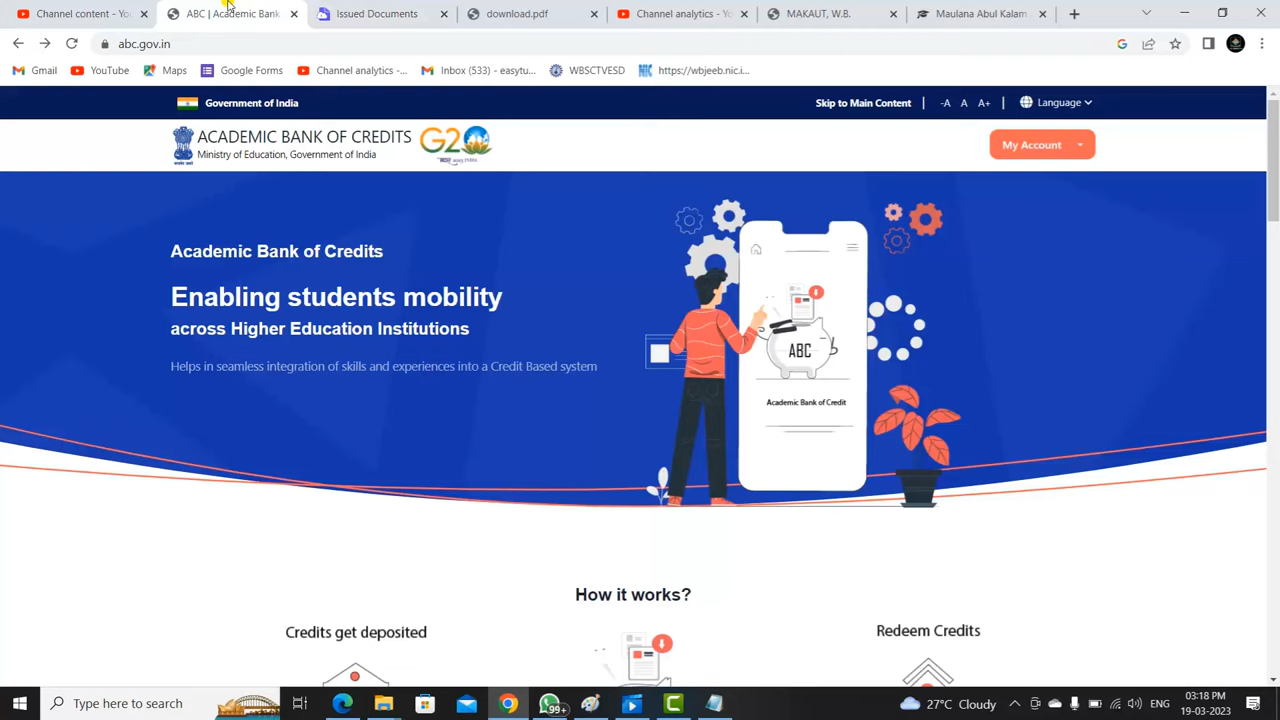 Channel content - You
ABC | Academic Bank
Issued Documents
download.pdf
Channel analytics - Yo
MAKAUT, W.B.
Maulana Abul Kalam
abc.gov.in
Gmail
YouTube
Maps
Google Forms
Channel analytics -...
Inbox (533) - easytu...
WBSCTVESD
https://wbjeeb.nic.i...
Government of India
Skip to Main Content
-A
A
A+
Language
ACADEMIC BANK OF CREDITS
Ministry of Education, Government of India
G20
My Account
Academic Bank of Credits
Enabling students mobility
across Higher Education Institutions
Helps in seamless integration of skills and experiences into a Credit Based system
ABC
Academic Bank of Credit
How it works?
Credits get deposited
Redeem Credits
Type here to search
99+
27°C Cloudy
ENG
03:18 PM
19-03-2023